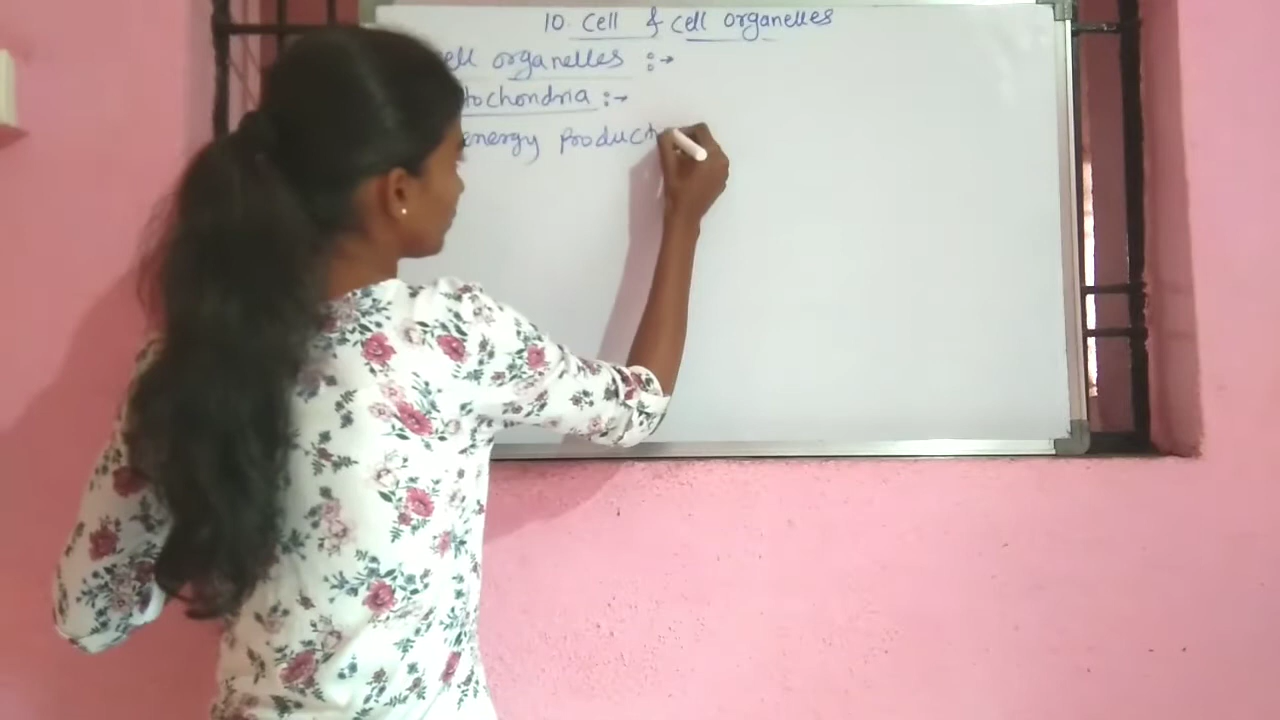 10. Cell & Cell organelles
ell organelles :→
tochondria :→
energy product